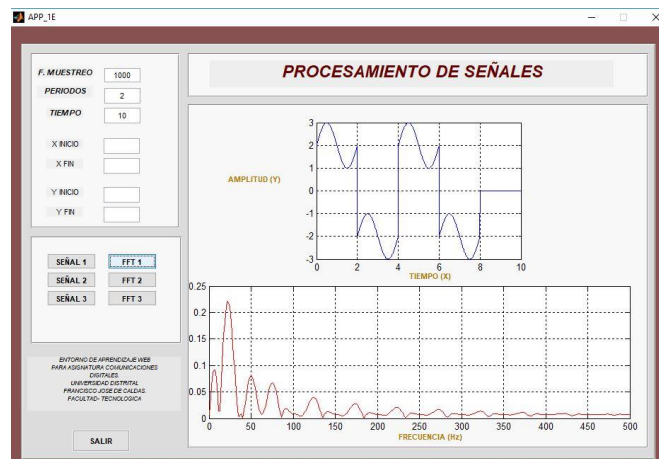 APP_1E
F. MUESTREO 1000
PERIODOS 2
TIEMPO 10
X INICIO
X FIN
Y INICIO
Y FIN
SEÑAL 1 FFT 1
SEÑAL 2 FFT 2
SEÑAL 3 FFT 3
ENTORNO DE APRENDIZAJE WEB
PARA ASIGNATURA COMUNICACIONES
DIGITALES.
UNIVERSIDAD DISTRITAL
FRANCISCO JOSE DE CALDAS.
FACULTAD- TECNOLOGICA
SALIR
PROCESAMIENTO DE SEÑALES
AMPLITUD (Y)
3
2
1
0
-1
-2
-3
0 2 4 6 8 10
TIEMPO (X)
0.25
0.2
0.15
0.1
0.05
0
0 50 100 150 200 250 300 350 400 450 500
FRECUENCIA (Hz)